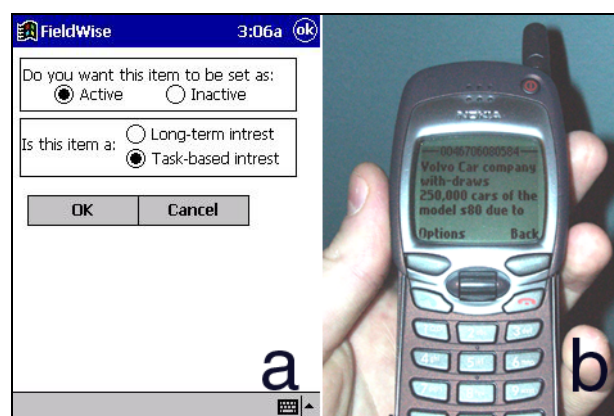 FieldWise 3:06a ok
Do you want this item to be set as:
Active Inactive
Is this item a: Long-term intrest
Task-based intrest
OK Cancel
a
NOKIA
0046706080584
Volvo Car company
with-draws
250,000 cars of the
model s80 due to
Options Back
b